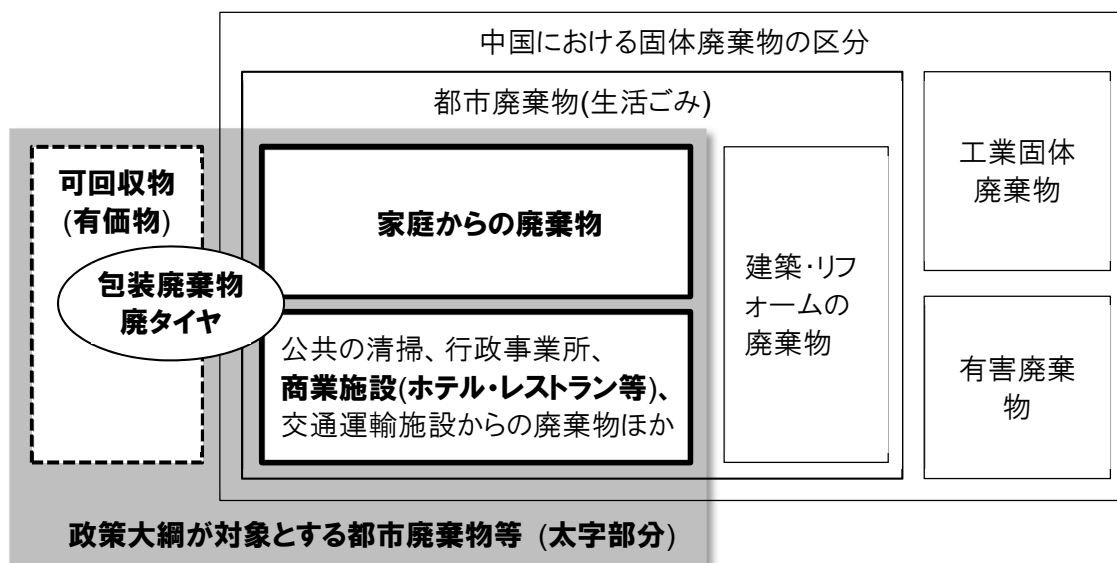 中国における固体廃棄物の区分
都市廃棄物(生活ごみ)
可回収物
(有価物)
包装廃棄物
廃タイヤ
家庭からの廃棄物
公共の清掃、行政事業所、
商業施設(ホテル・レストラン等)、
交通運輸施設からの廃棄物ほか
建築・リフ
ォームの
廃棄物
工業固体
廃棄物
有害廃棄
物
政策大綱が対象とする都市廃棄物等 (太字部分)